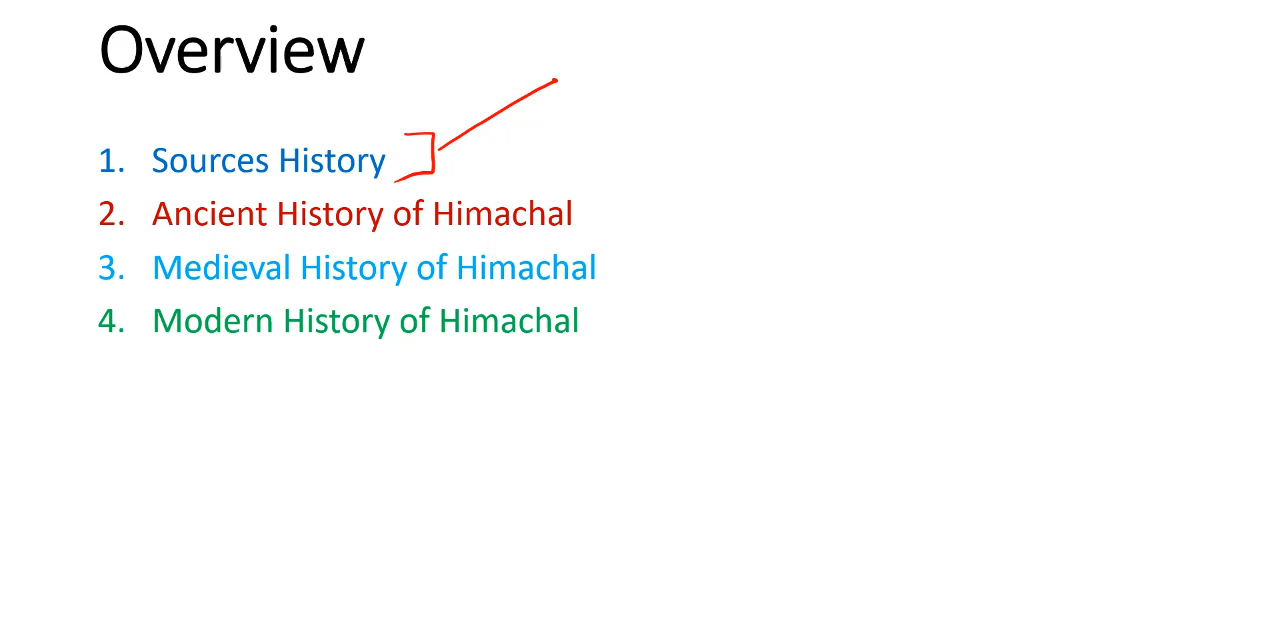 Overview
1. Sources History
2. Ancient History of Himachal
3. Medieval History of Himachal
4. Modern History of Himachal